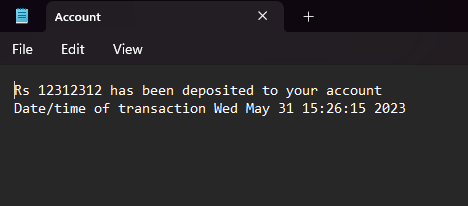 Account
File Edit View
Rs 12312312 has been deposited to your account
Date/time of transaction Wed May 31 15:26:15 2023